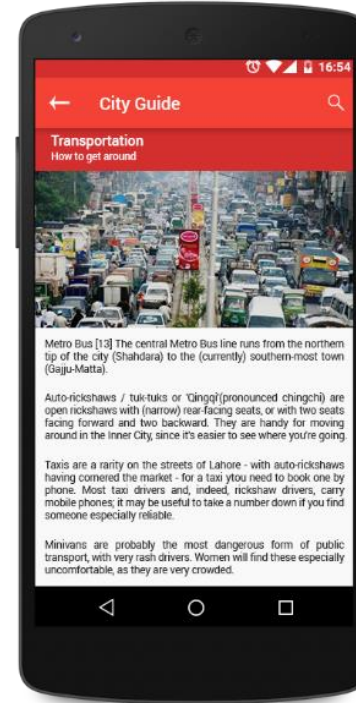 16:54
City Guide
Transportation
How to get around
Metro Bus [13] The central Metro Bus line runs from the northern
tip of the city (Shahdara) to the (currently) southern-most town
(Gajju-Matta).
Auto-rickshaws / tuk-tuks or 'Qingqi'(pronounced chingchi) are
open rickshaws with (narrow) rear-facing seats, or with two seats
facing forward and two backward. They are handy for moving
around in the Inner City, since it's easier to see where you're going.
Taxis are a rarity on the streets of Lahore - with auto-rickshaws
having cornered the market - for a taxi ytou need to book one by
phone. Most taxi drivers and, indeed, rickshaw drivers, carry
mobile phones; it may be useful to take a number down if you find
someone especially reliable.
Minivans are probably the most dangerous form of public
transport, with very rash drivers. Women will find these especially
uncomfortable, as they are very crowded.